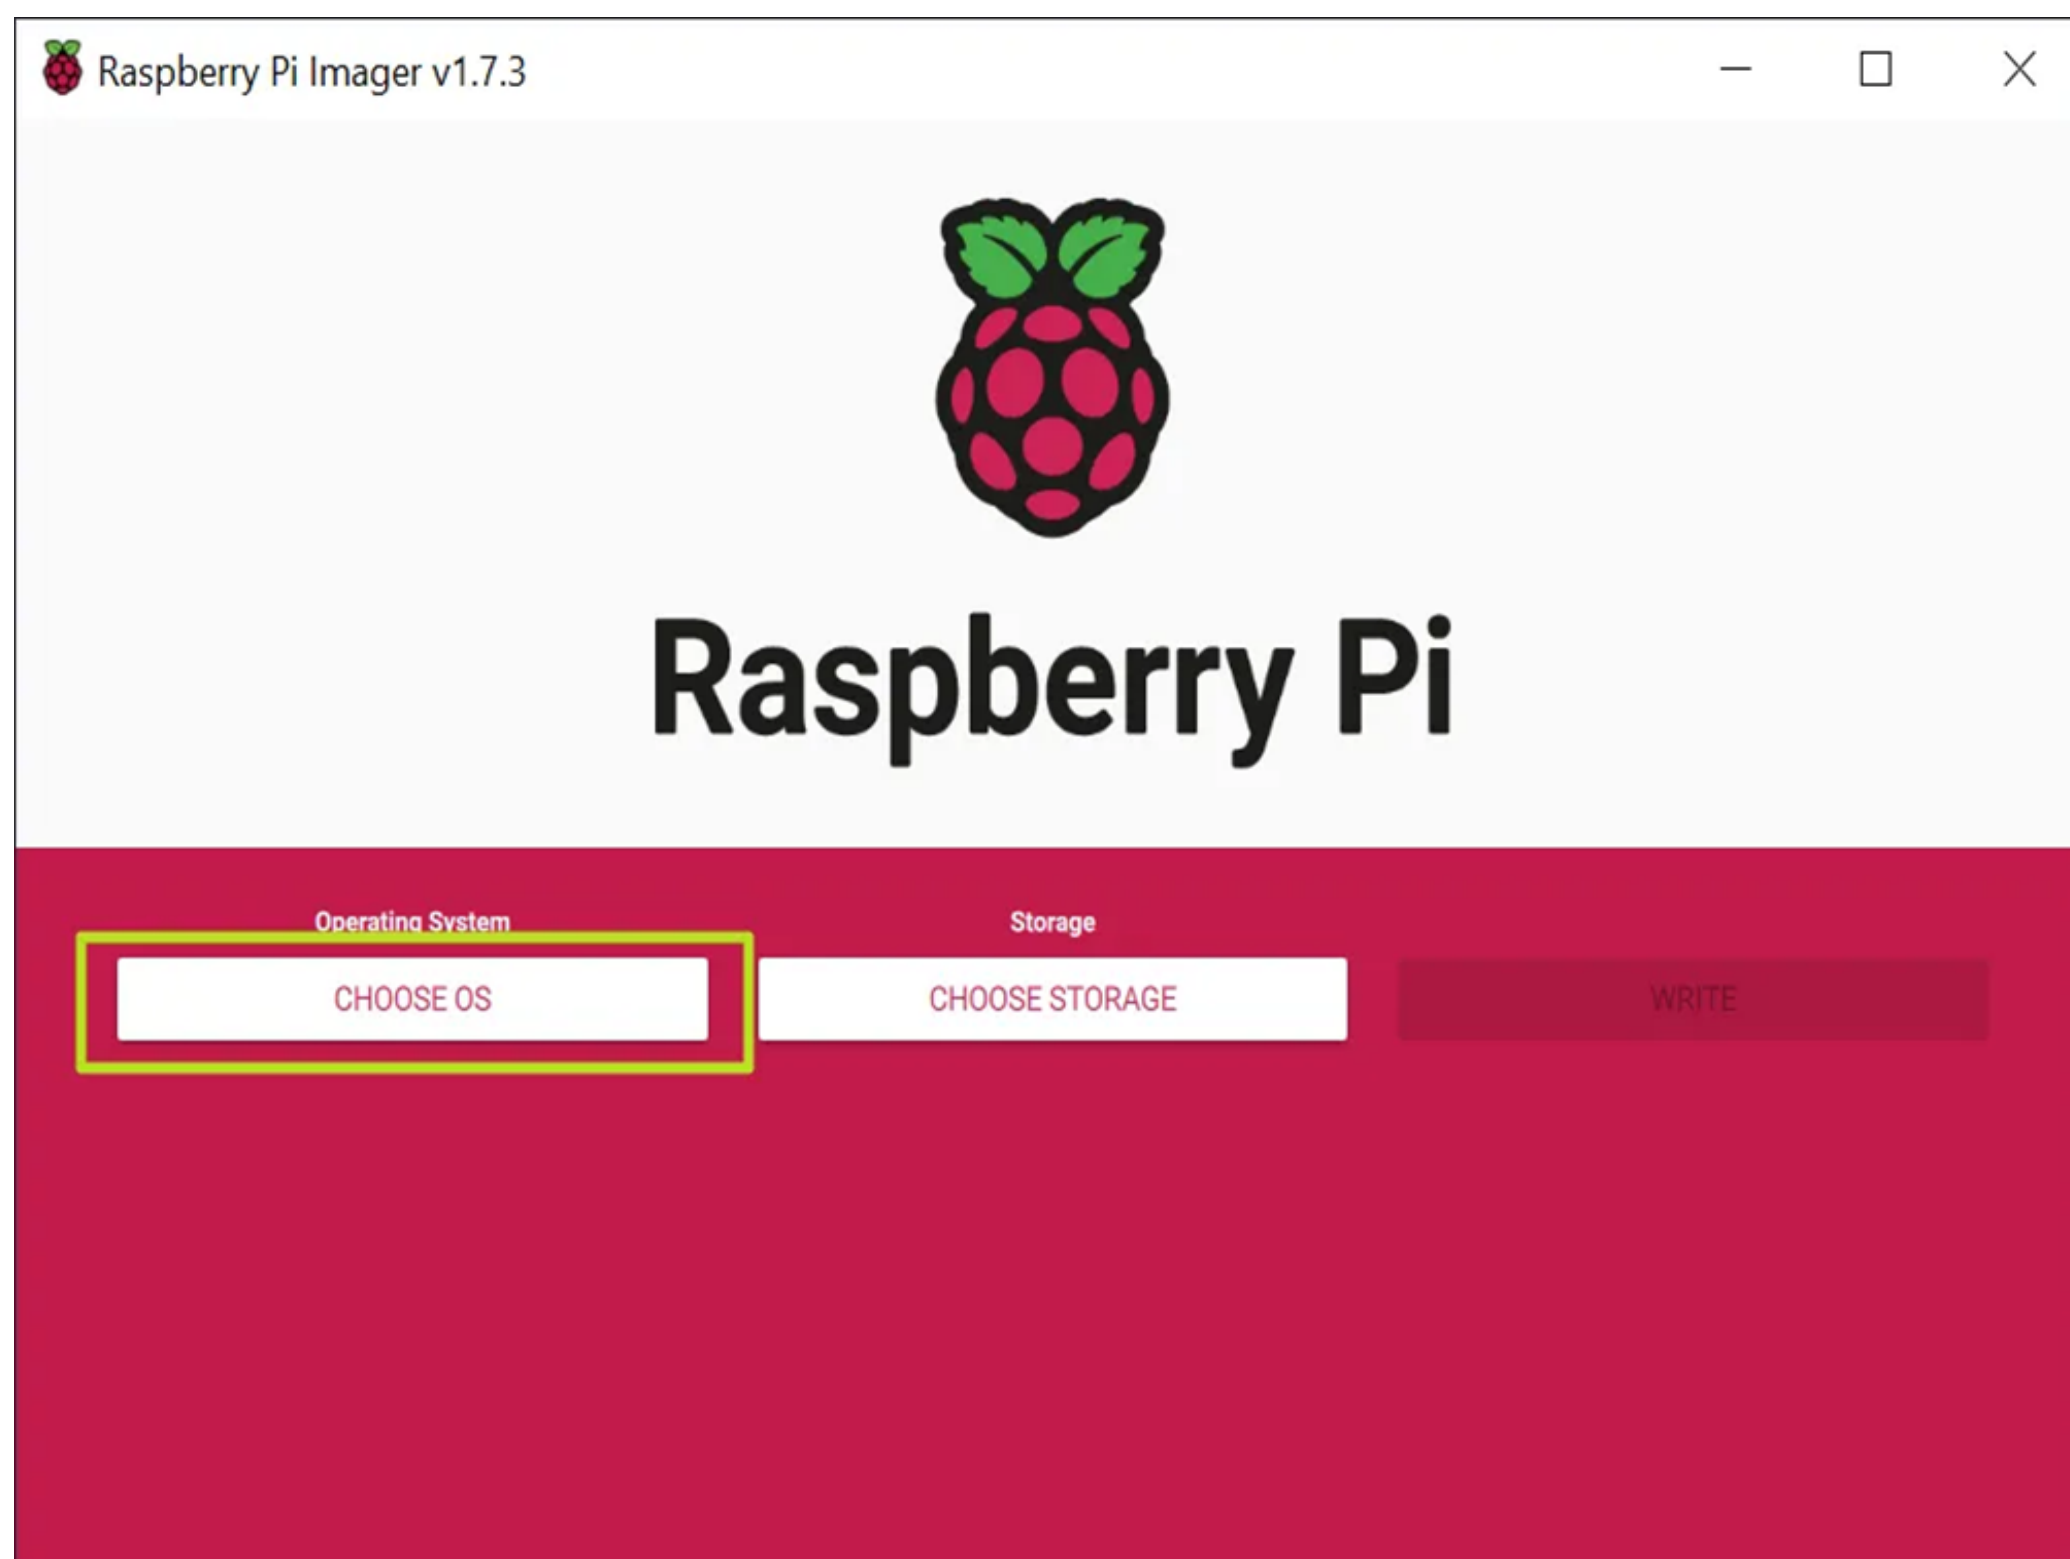 Raspberry Pi Imager v1.7.3
Raspberry Pi
Operating System
Storage
CHOOSE OS
CHOOSE STORAGE
WRITE